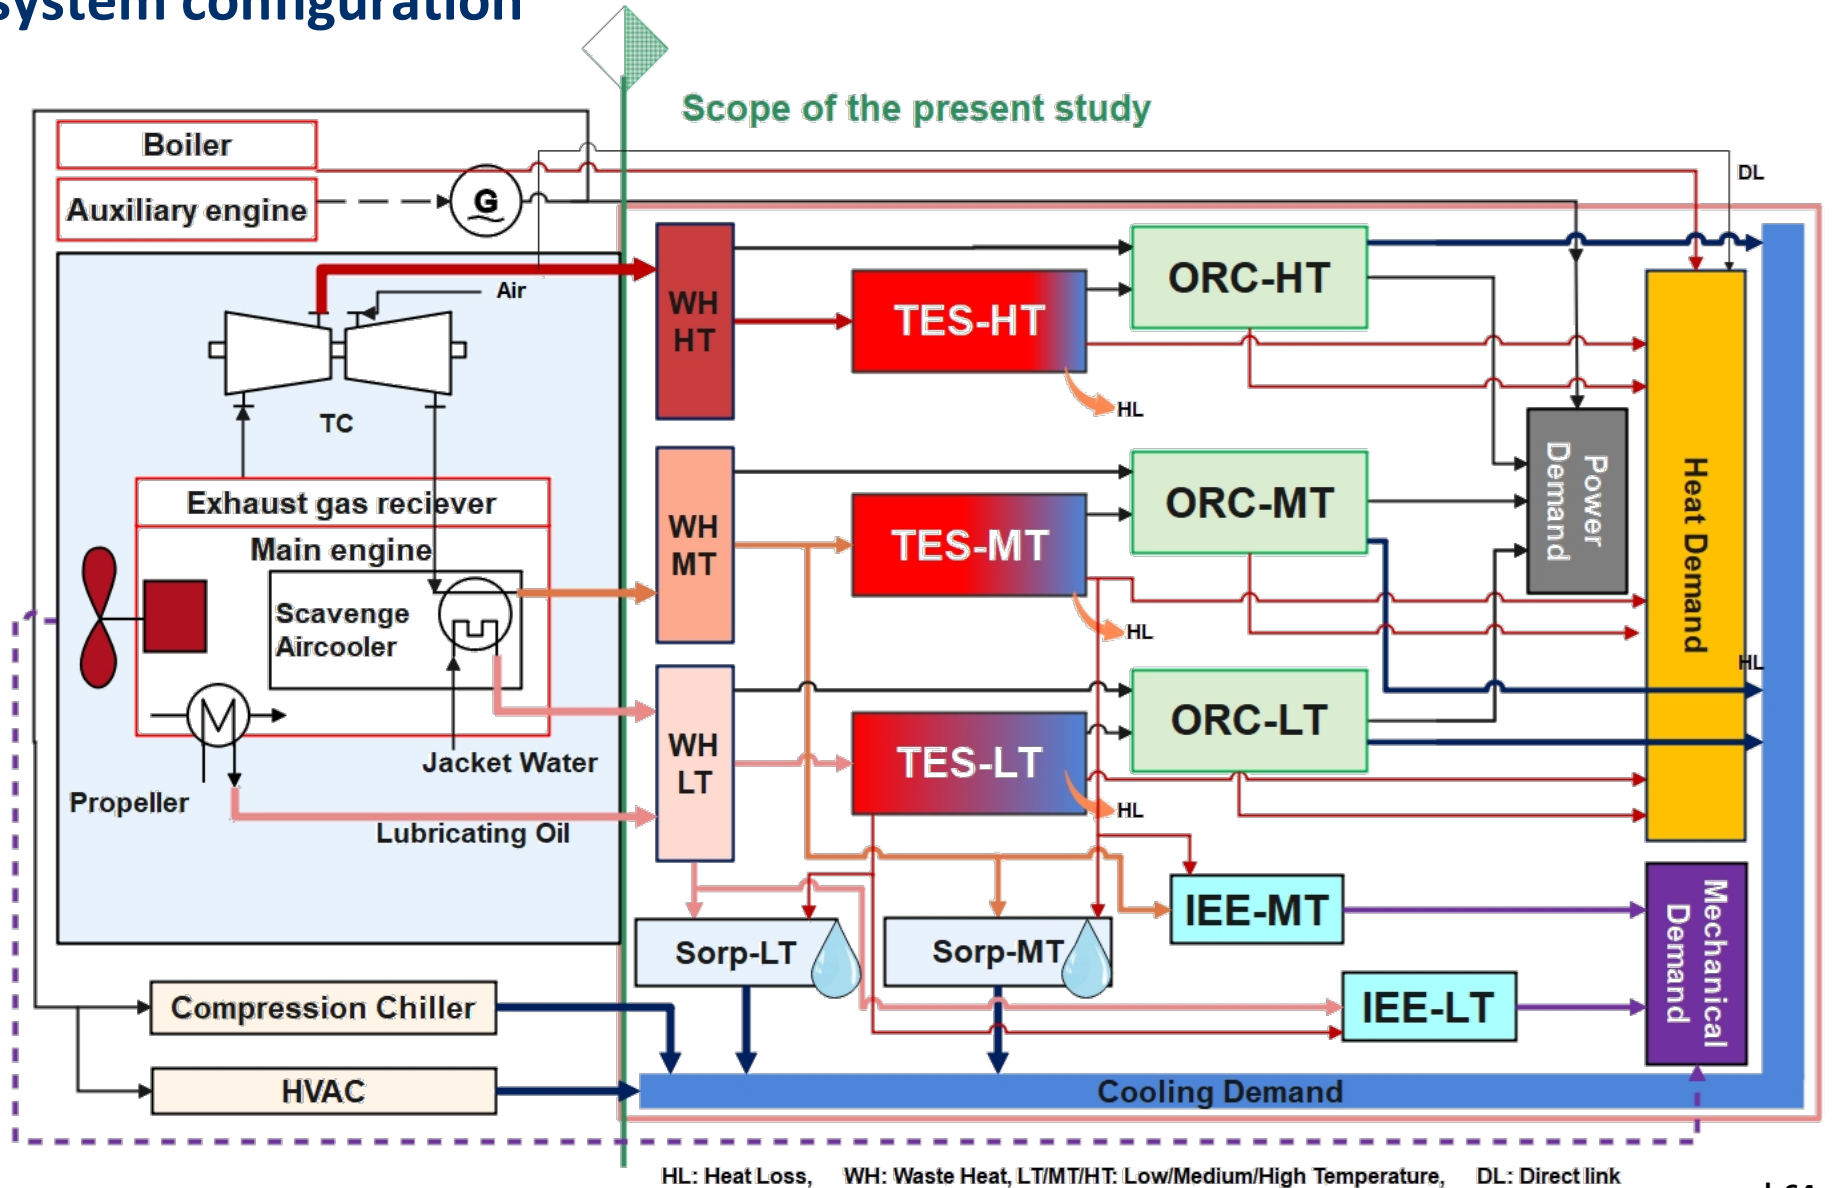 system configuration
Scope of the present study
Boiler
DL
Auxiliary engine
G
Air
WH
HT
ORC-HT
TES-HT
HL
TC
Exhaust gas reciever
Main engine
WH
MT
ORC-MT
TES-MT
HL
Power
Demand
Heat Demand
Scavenge
Aircooler
HL
WH
LT
ORC-LT
TES-LT
HL
Jacket Water
Propeller
Lubricating Oil
IEE-MT
Mechanical
Demand
Sorp-LT
Sorp-MT
Compression Chiller
IEE-LT
HVAC
Cooling Demand
HL: Heat Loss, WH: Waste Heat, LT/MT/HT: Low/Medium/High Temperature, DL: Direct link